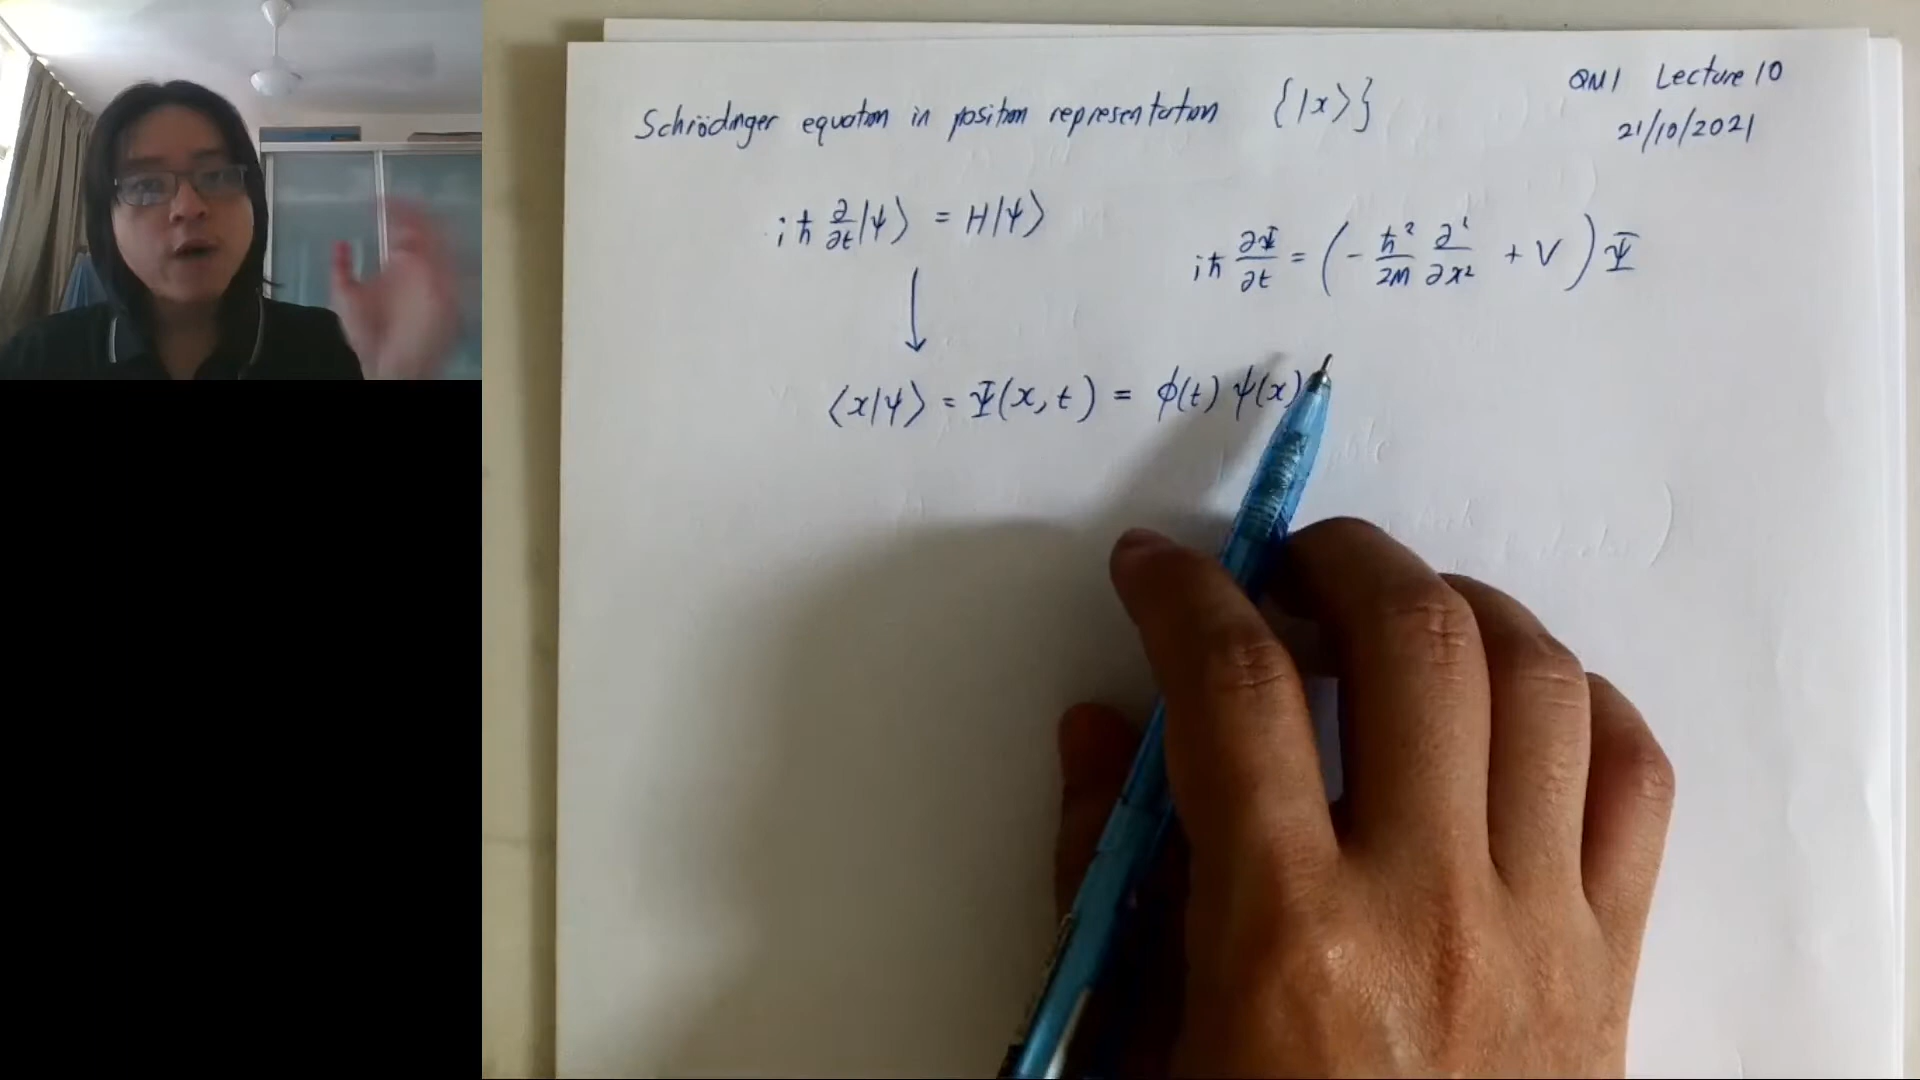 QM1 Lecture 10
21/10/2021
Schrödinger equation in position representation {|x⟩}
iħ ∂/∂t |ψ⟩ = H|ψ⟩
iħ ∂Ψ/∂t = (- ħ²/2m ∂²/∂x² + V) Ψ
⟨x|ψ⟩ = Ψ(x,t) = φ(t) ψ(x)